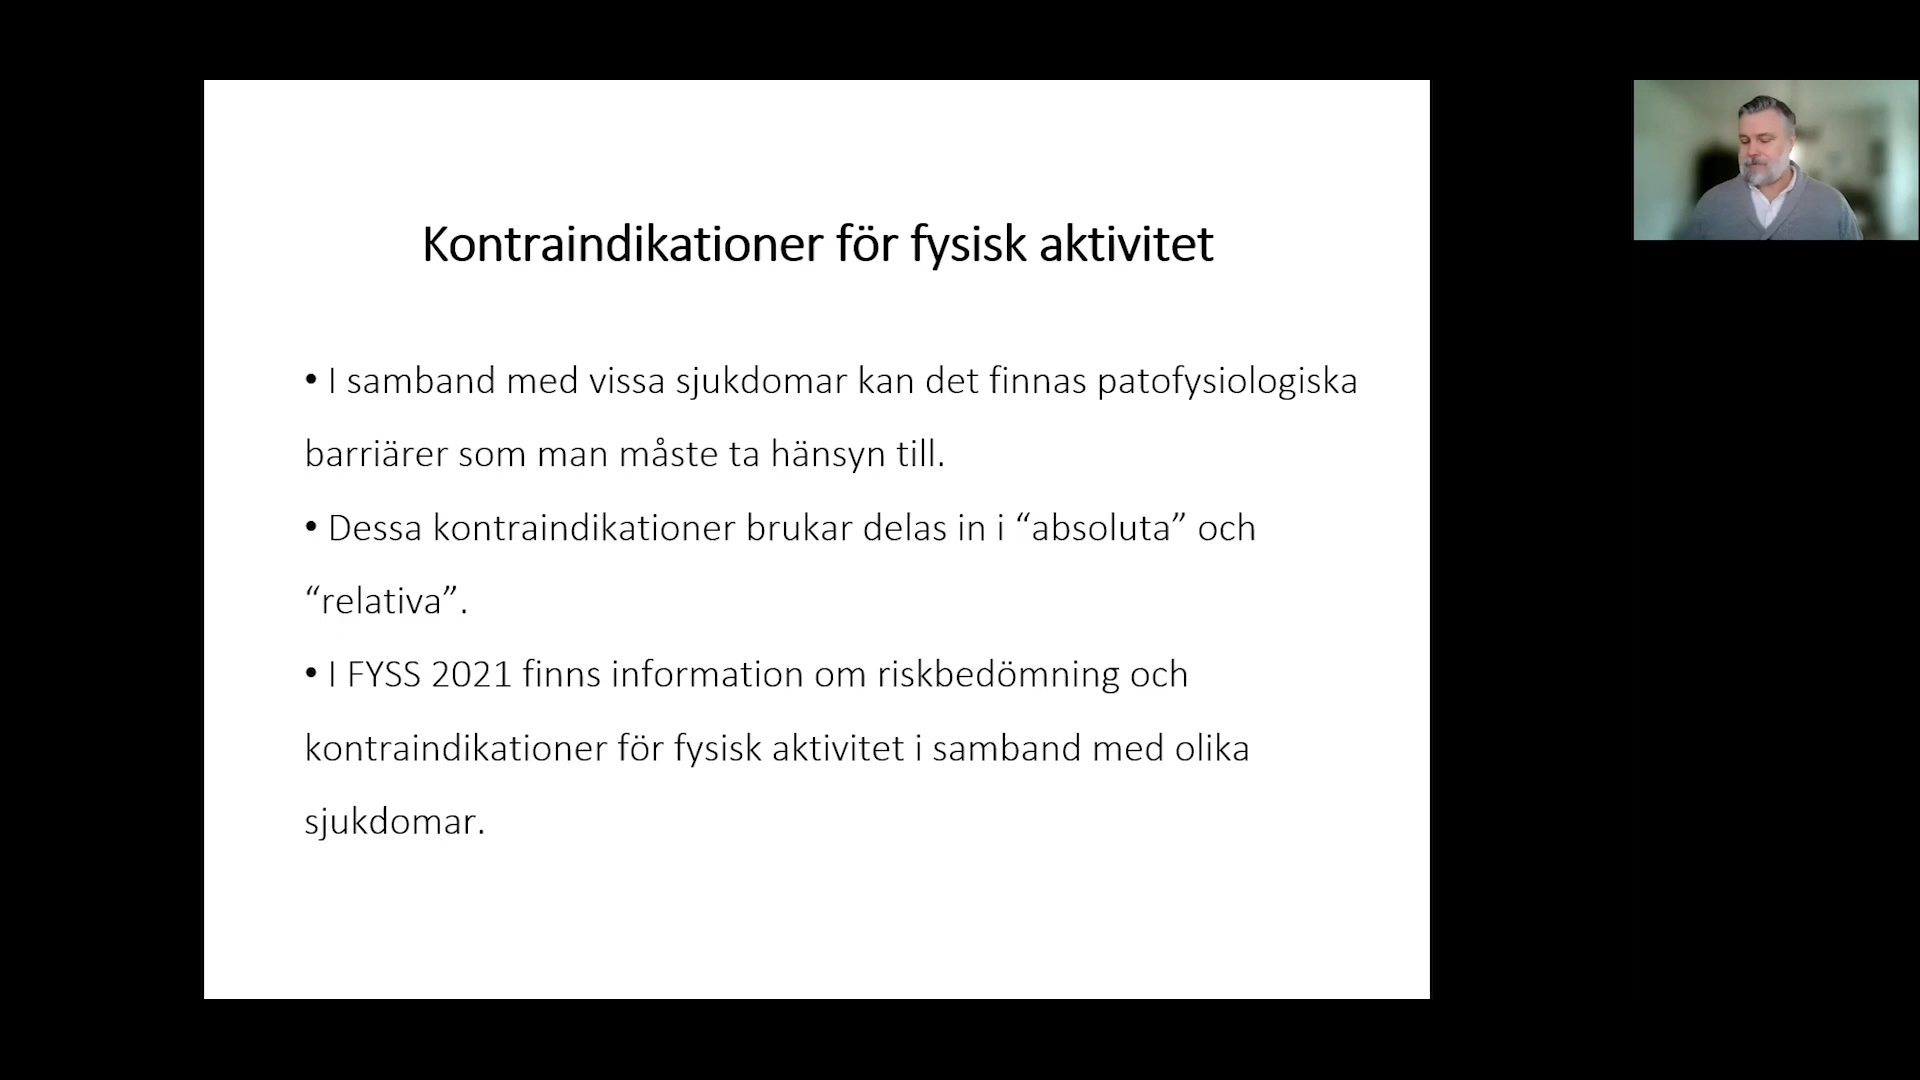 Kontraindikationer för fysisk aktivitet
• I samband med vissa sjukdomar kan det finnas patofysiologiska
barriärer som man måste ta hänsyn till.
• Dessa kontraindikationer brukar delas in i “absoluta” och
“relativa”.
• I FYSS 2021 finns information om riskbedömning och
kontraindikationer för fysisk aktivitet i samband med olika
sjukdomar.